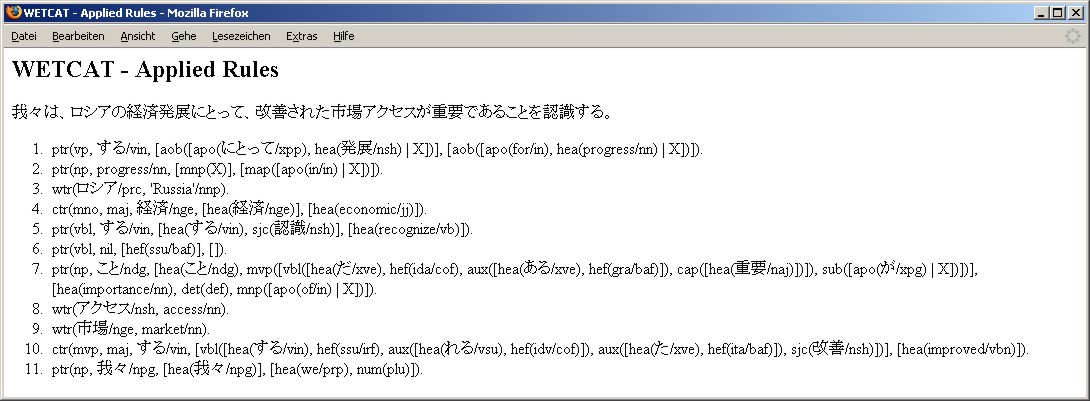 WETCAT - Applied Rules - Mozilla Firefox
Datei Bearbeiten Ansicht Gehe Lesezeichen Extras Hilfe
WETCAT - Applied Rules
我々は、ロシアの経済発展にとって、改善された市場アクセスが重要であることを認識する。
1. ptr(vp, する/vin, [aob([apo(にとって/xpp), hea(発展/nsh) | X])], [aob([apo(for/in), hea(progress/nn) | X])]).
2. ptr(np, progress/nn, [mnp(X)], [map([apo(in/in) | X])]).
3. wtr(ロシア/prc, 'Russia'/nnp).
4. ctr(mno, maj, 経済/nge, [hea(経済/nge)], [hea(economic/jj)]).
5. ptr(vbl, する/vin, [hea(する/vin), sjc(認識/nsh)], [hea(recognize/vb)]).
6. ptr(vbl, nil, [hef(ssu/baf)], []).
7. ptr(np, こと/ndg, [hea(こと/ndg), mvp([vbl([hea(だ/xve), hef(ida/cof), aux([hea(ある/xve), hef(gra/baf)]), cap([hea(重要/naj)])]), sub([apo(が/xpg) | X])])],
[hea(importance/nn), det(def), mnp([apo(of/in) | X])]).
8. wtr(アクセス/nsh, access/nn).
9. wtr(市場/nge, market/nn).
10. ctr(mvp, maj, する/vin, [vbl([hea(する/vin), hef(ssu/irf), aux([hea(れる/vsu), hef(idv/cof)]), aux([hea(た/xve), hef(ita/baf)]), sjc(改善/nsh)])], [hea(improved/vbn)]).
11. ptr(np, 我々/npg, [hea(我々/npg)], [hea(we/prp), num(plu)]).